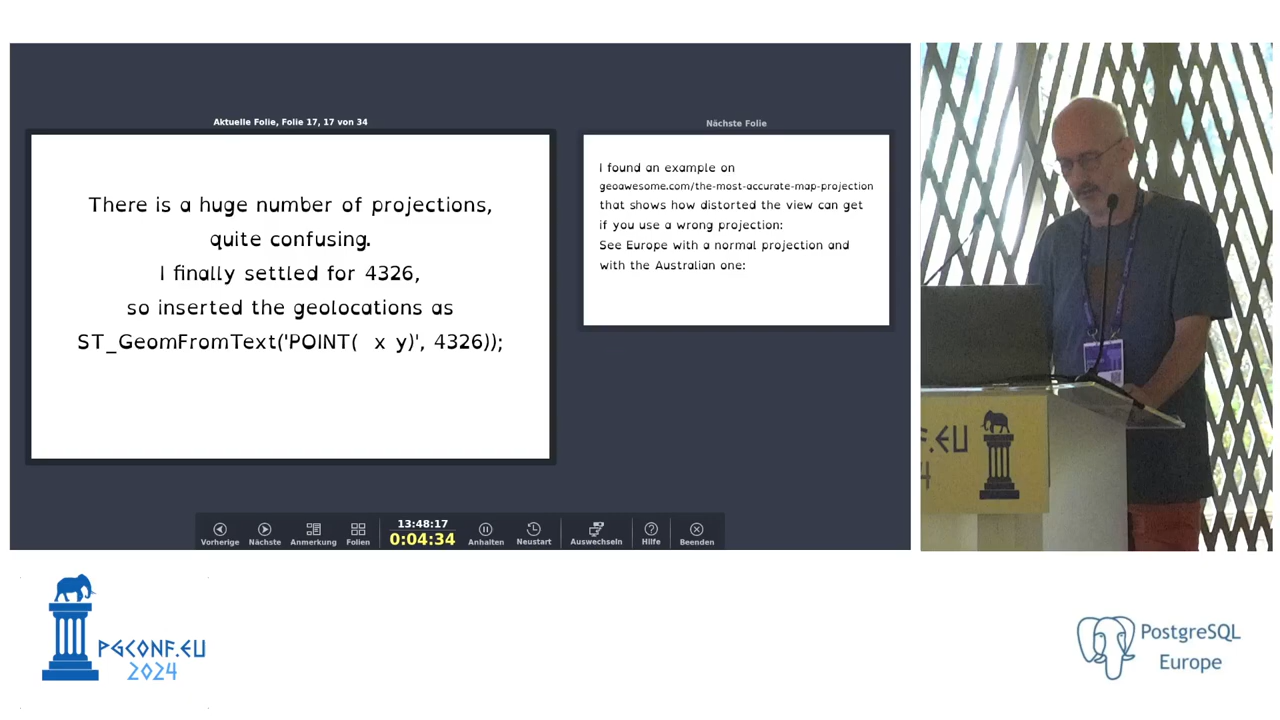 Aktuelle Folie, Folie 17, 17 von 34
There is a huge number of projections,
quite confusing.
I finally settled for 4326,
so inserted the geolocations as
ST_GeomFromText('POINT( x y)', 4326));
Nächste Folie
I found an example on
geoawesome.com/the-most-accurate-map-projection
that shows how distorted the view can get
if you use a wrong projection:
See Europe with a normal projection and
with the Australian one:
Vorherige
Nächste
Anmerkung
Folien
13:48:17
0:04:34
Anhalten
Neustart
Auswechseln
Hilfe
Beenden
F.EU
4
PGCONF.EU
2024
PostgreSQL
Europe